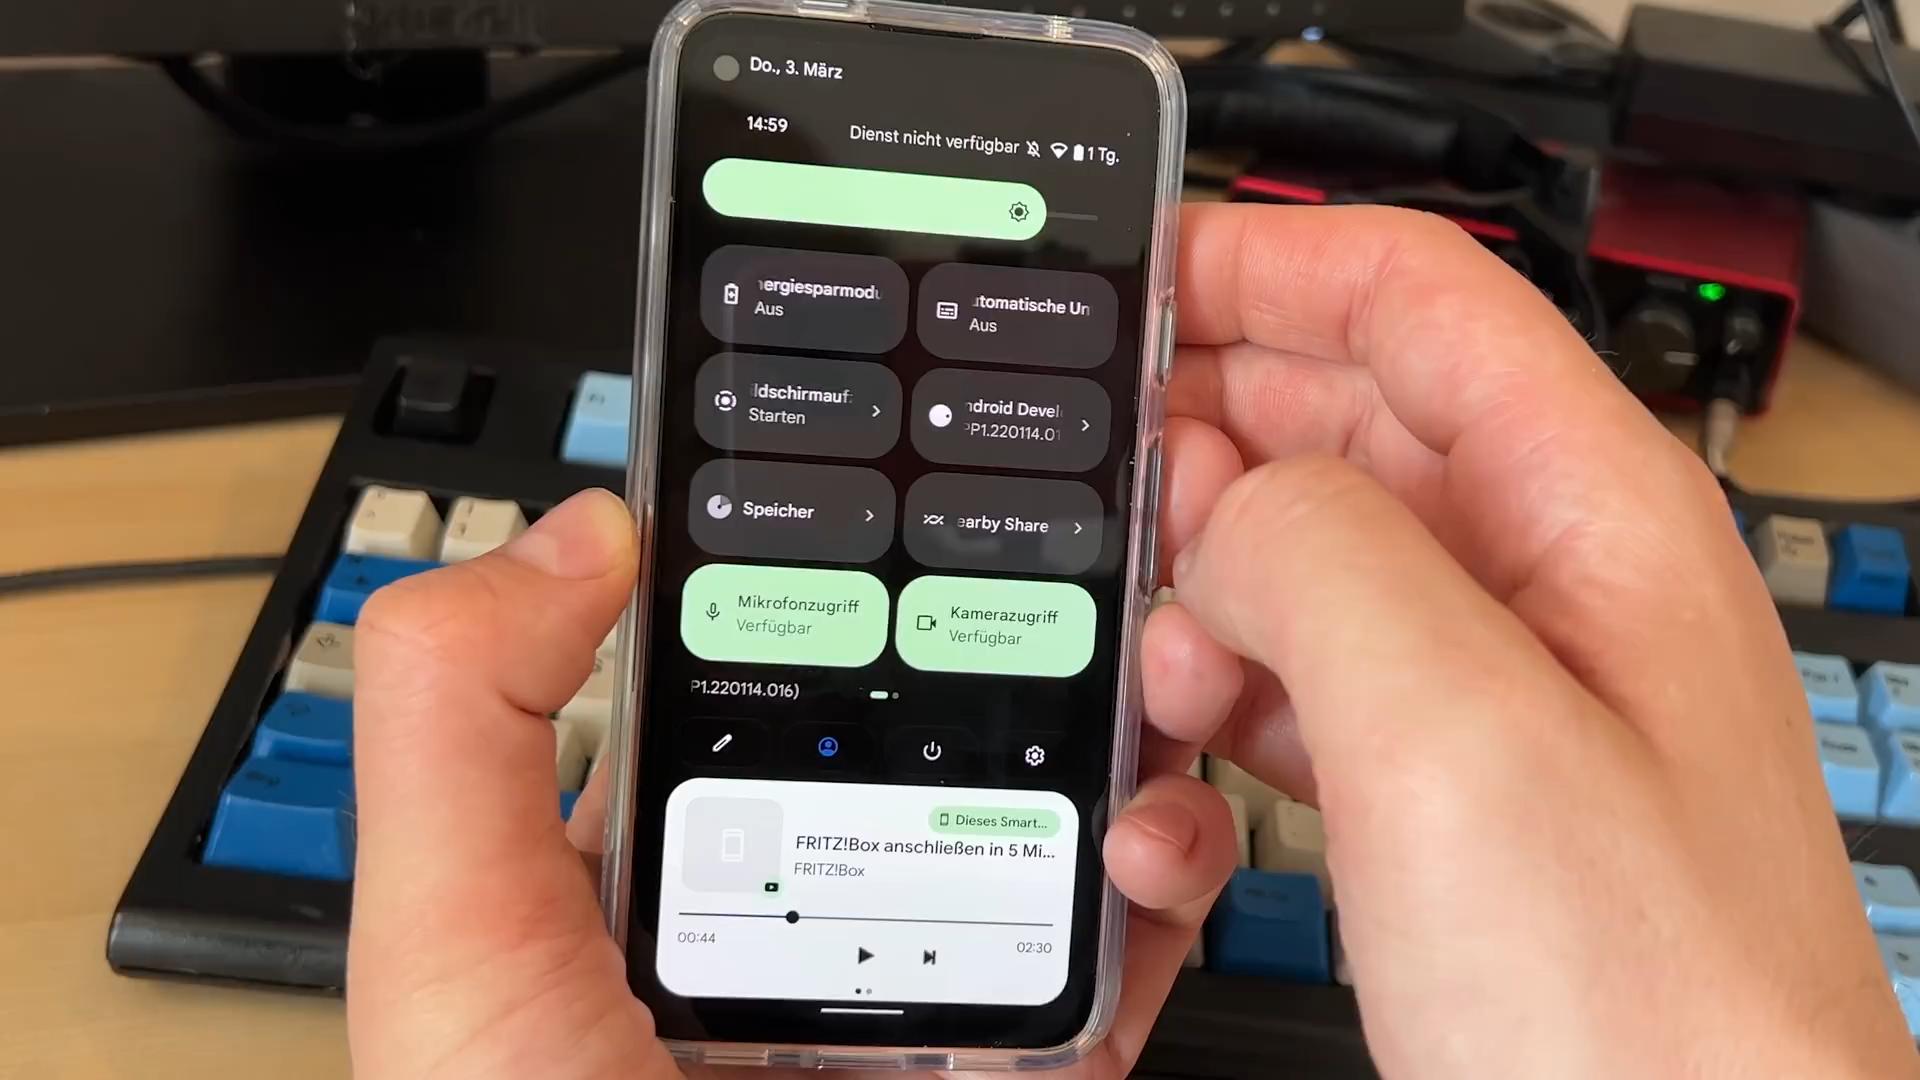 Do., 3. März
14:59
Dienst nicht verfügbar
1 Tg.
ergiesparmodu
Aus
tomatische Un
Aus
ldschirmauf
Starten
ndroid Devel
PP1.220114.01
Speicher
earby Share
Mikrofonzugriff
Verfügbar
Kamerazugriff
Verfügbar
P1.220114.016)
Dieses Smart...
FRITZ!Box anschließen in 5 Mi...
FRITZ!Box
00:44
02:30